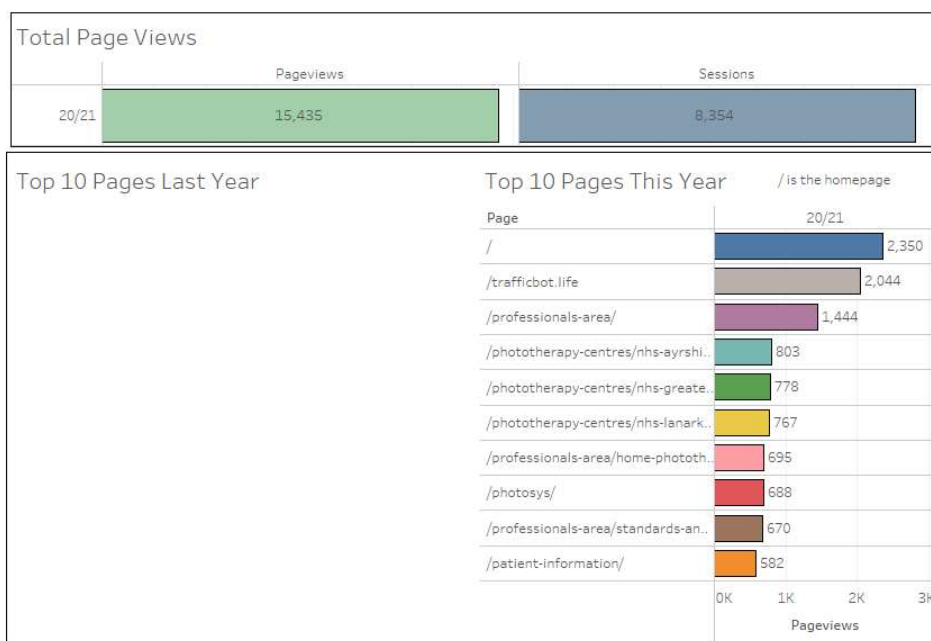 Total Page Views
Pageviews Sessions
20/21 15,435 8,354
Top 10 Pages Last Year
Top 10 Pages This Year / is the homepage
Page 20/21
/ 2,350
/trafficbot.life 2,044
/professionals-area/ 1,444
/phototherapy-centres/nhs-ayrshi.. 803
/phototherapy-centres/nhs-greate.. 778
/phototherapy-centres/nhs-lanark.. 767
/professionals-area/home-phototh.. 695
/photosys/ 688
/professionals-area/standards-an.. 670
/patient-information/ 582
0K 1K 2K 3K
Pageviews